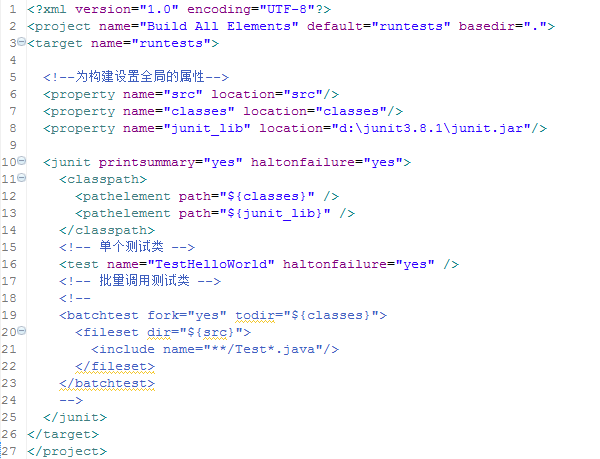 1 <?xml version="1.0" encoding="UTF-8"?>
2 <project name="Build All Elements" default="runtests" basedir=".">
3 <target name="runtests">
4
5   <!--为构建设置全局的属性-->
6   <property name="src" location="src"/>
7   <property name="classes" location="classes"/>
8   <property name="junit_lib" location="d:\junit3.8.1\junit.jar"/>
9
10   <junit printsummary="yes" haltonfailure="yes">
11     <classpath>
12       <pathelement path="${classes}" />
13       <pathelement path="${junit_lib}" />
14     </classpath>
15     <!-- 单个测试类 -->
16     <test name="TestHelloWorld" haltonfailure="yes" />
17     <!-- 批量调用测试类 -->
18     <!--
19     <batchtest fork="yes" todir="${classes}">
20       <fileset dir="${src}">
21         <include name="**/Test*.java"/>
22       </fileset>
23     </batchtest>
24     -->
25   </junit>
26 </target>
27 </project>